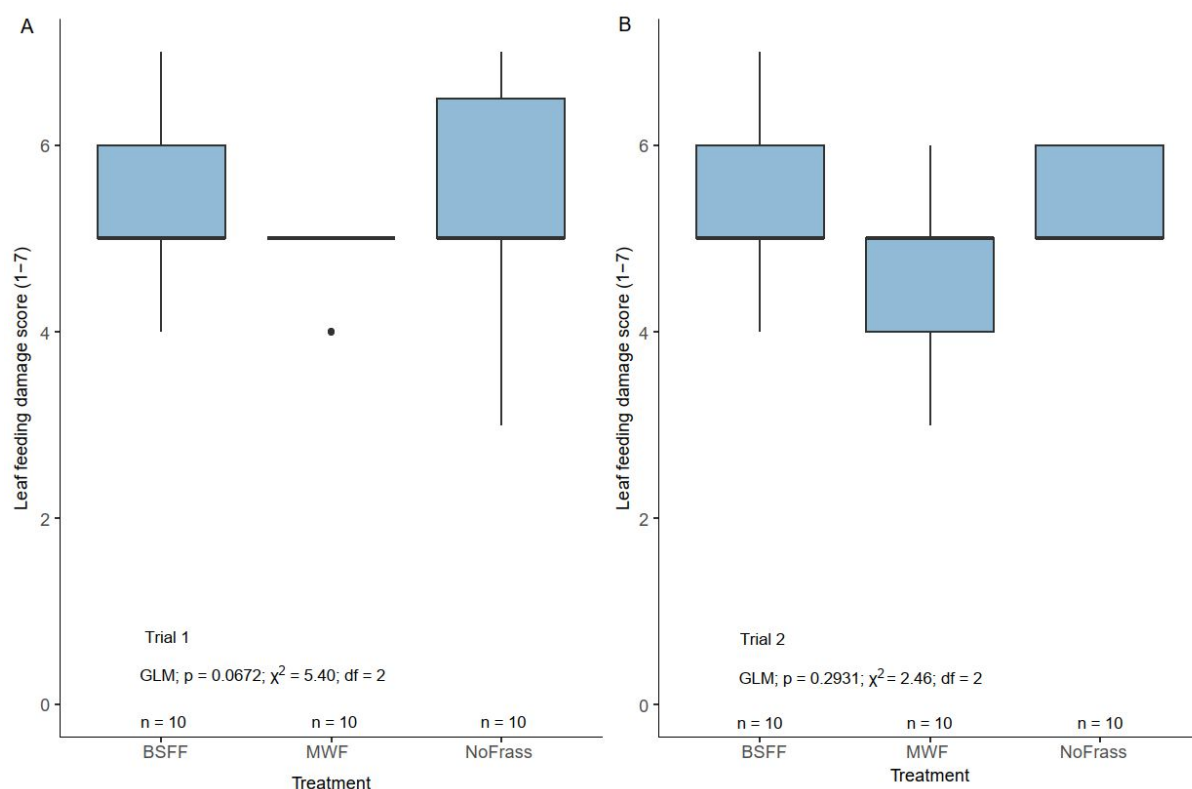 A
Leaf feeding damage score (1−7)
6
4
2
0
Trial 1
GLM; p = 0.0672; χ² = 5.40; df = 2
n = 10 n = 10 n = 10
BSFF MWF NoFrass
Treatment
B
Leaf feeding damage score (1−7)
6
4
2
0
Trial 2
GLM; p = 0.2931; χ² = 2.46; df = 2
n = 10 n = 10 n = 10
BSFF MWF NoFrass
Treatment